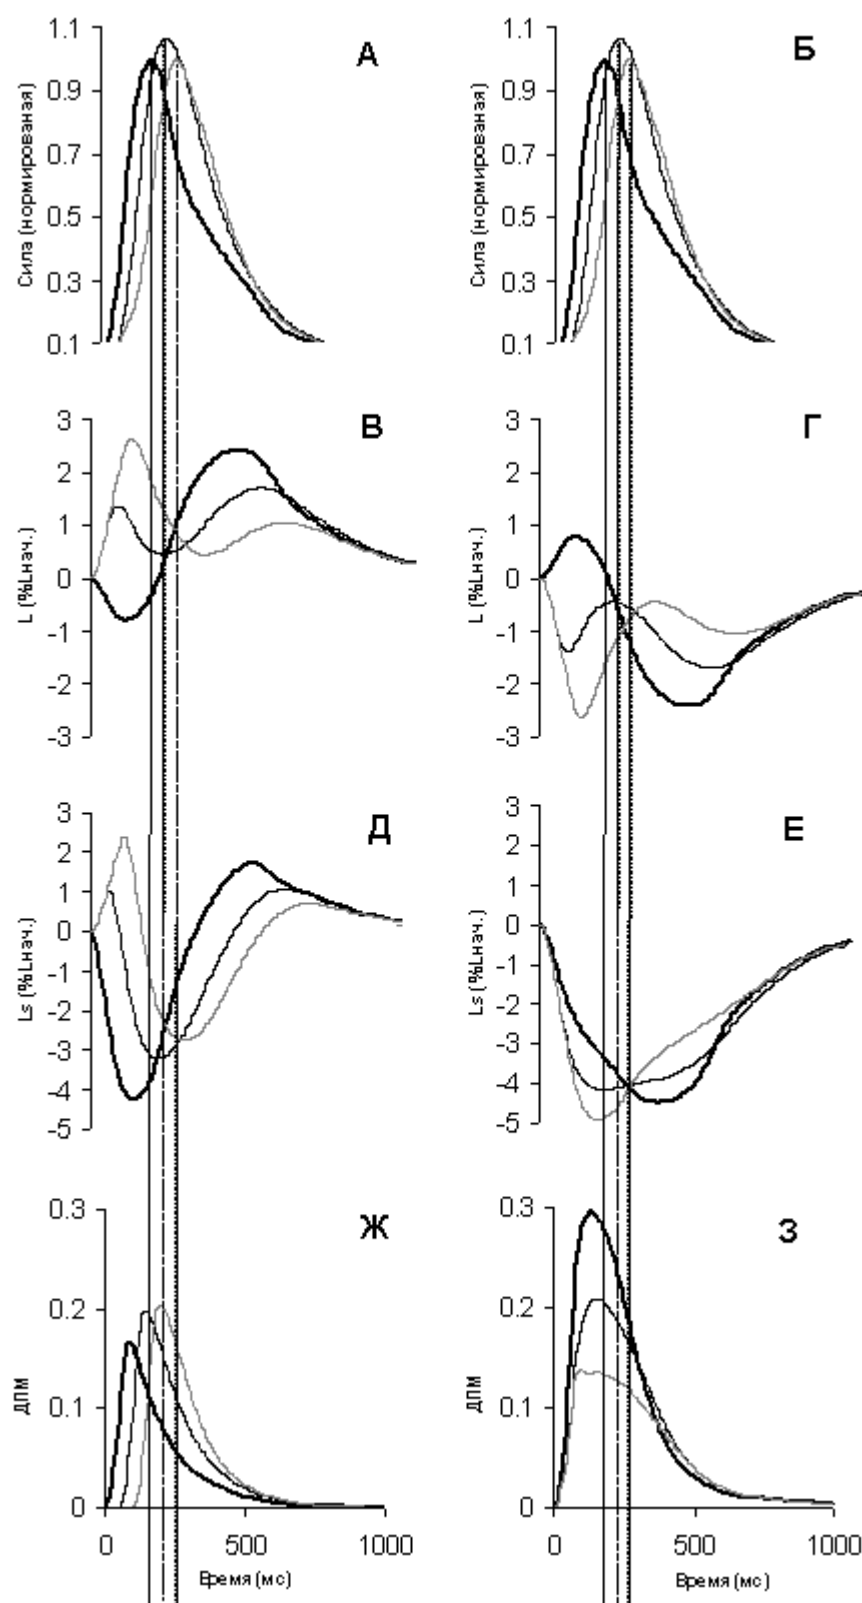 А
Б
1.1
0.9
0.7
0.5
0.3
0.1
Сила (нормированая)
1.1
0.9
0.7
0.5
0.3
0.1
Сила (нормированая)
В
Г
3
2
1
0
-1
-2
-3
L (%Lнач.)
3
2
1
0
-1
-2
-3
L (%Lнач.)
Д
Е
3
2
1
0
-1
-2
-3
-4
-5
Ls (%Lнач.)
3
2
1
0
-1
-2
-3
-4
-5
Ls (%Lнач.)
Ж
З
0.3
0.2
0.1
0
ДПМ
0.3
0.2
0.1
0
ДПМ
0 500 1000
Время (мс)
0 500 1000
Время (мс)